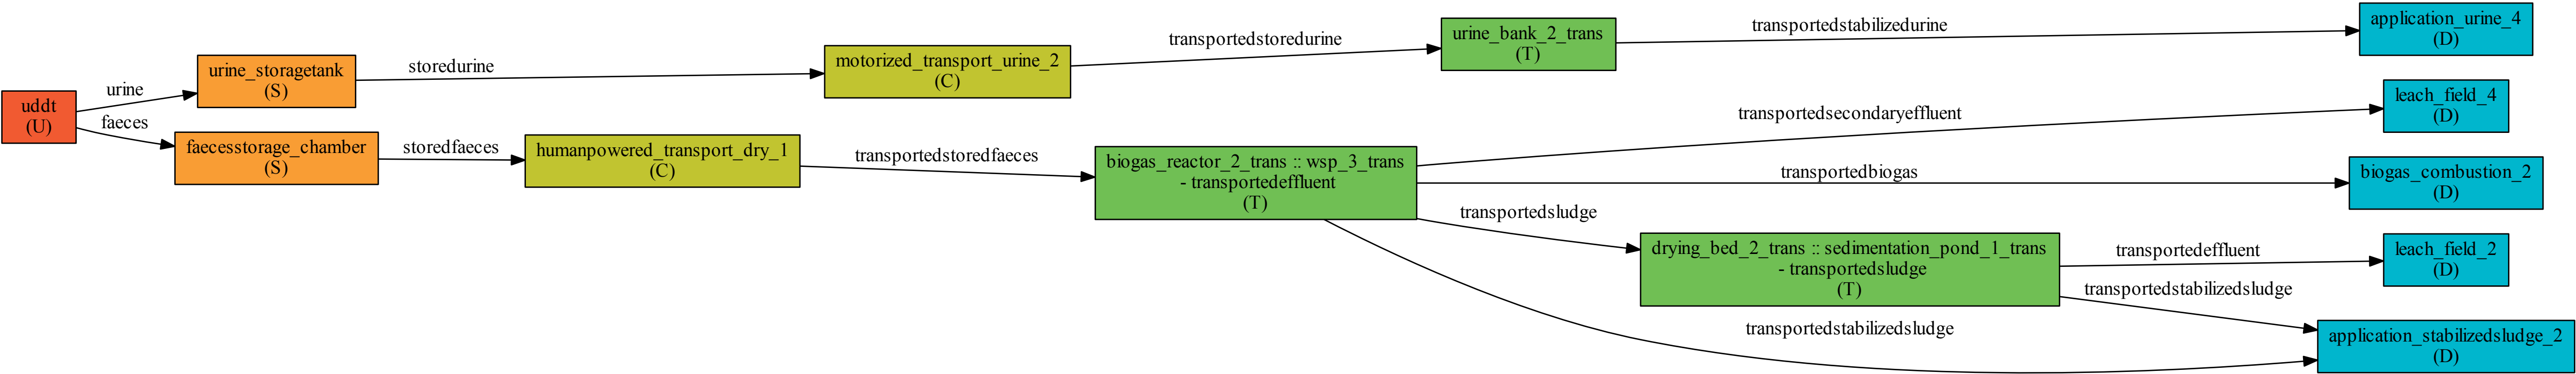 uddt
(U)
urine
faeces
urine_storagetank
(S)
faecesstorage_chamber
(S)
storedurine
storedfaeces
motorized_transport_urine_2
(C)
humanpowered_transport_dry_1
(C)
transportedstoredurine
transportedstoredfaeces
urine_bank_2_trans
(T)
biogas_reactor_2_trans :: wsp_3_trans
- transportedeffluent
(T)
transportedstabilizedurine
transportedsecondaryeffluent
transportedbiogas
transportedsludge
transportedstabilizedsludge
drying_bed_2_trans :: sedimentation_pond_1_trans
- transportedsludge
(T)
transportedeffluent
transportedstabilizedsludge
application_urine_4
(D)
leach_field_4
(D)
biogas_combustion_2
(D)
leach_field_2
(D)
application_stabilizedsludge_2
(D)